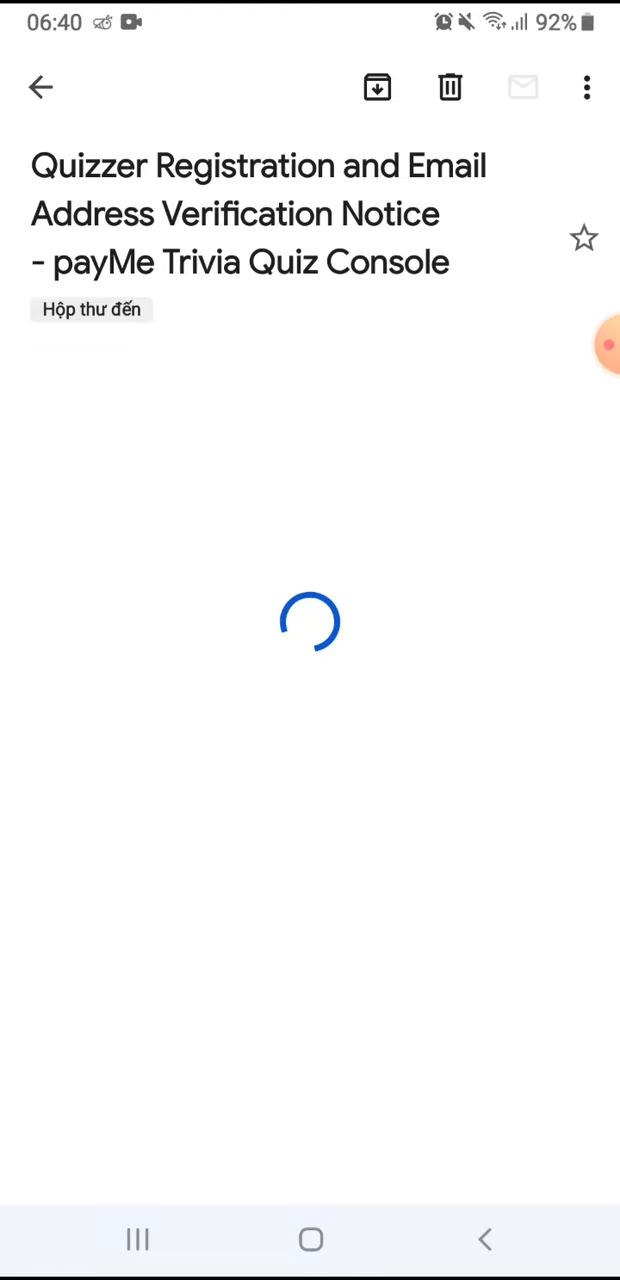 06:40
92%
Quizzer Registration and Email
Address Verification Notice
- payMe Trivia Quiz Console
Hộp thư đến